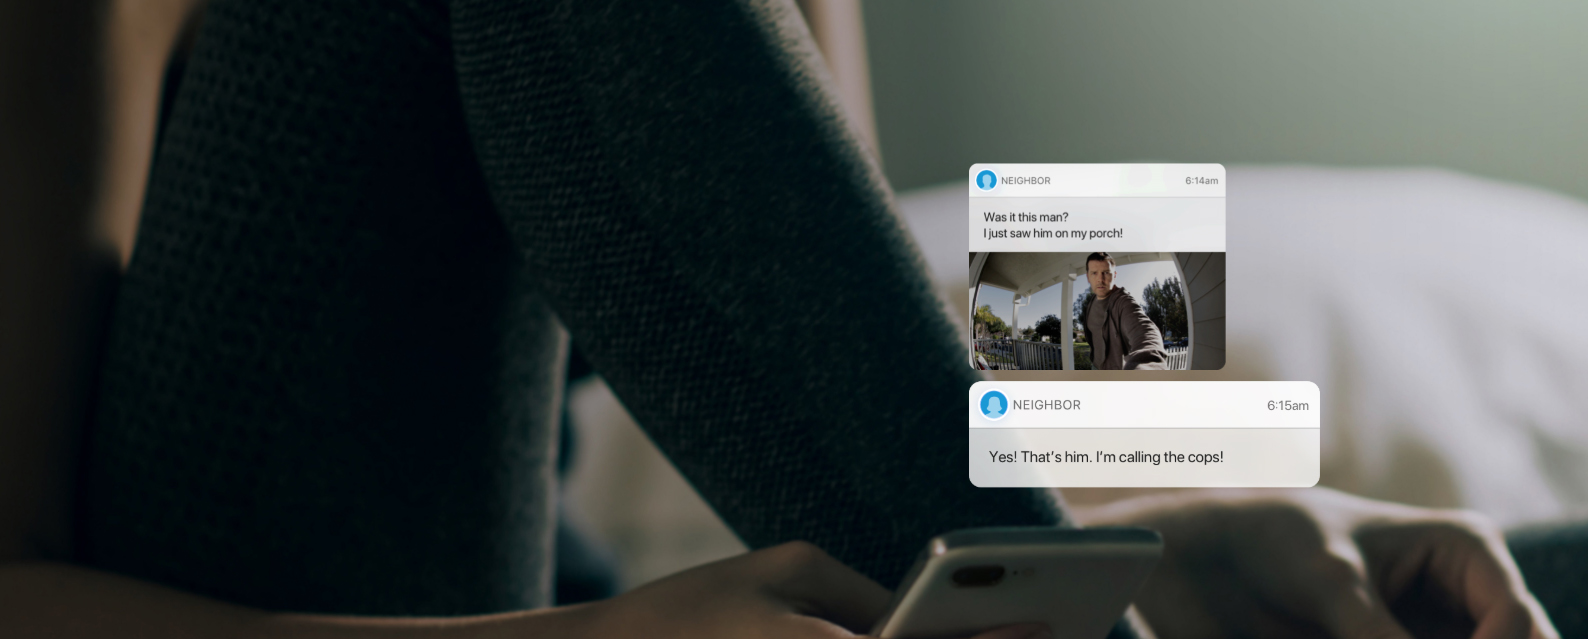 NEIGHBOR 6:14am
Was it this man?
I just saw him on my porch!
NEIGHBOR 6:15am
Yes! That’s him. I’m calling the cops!